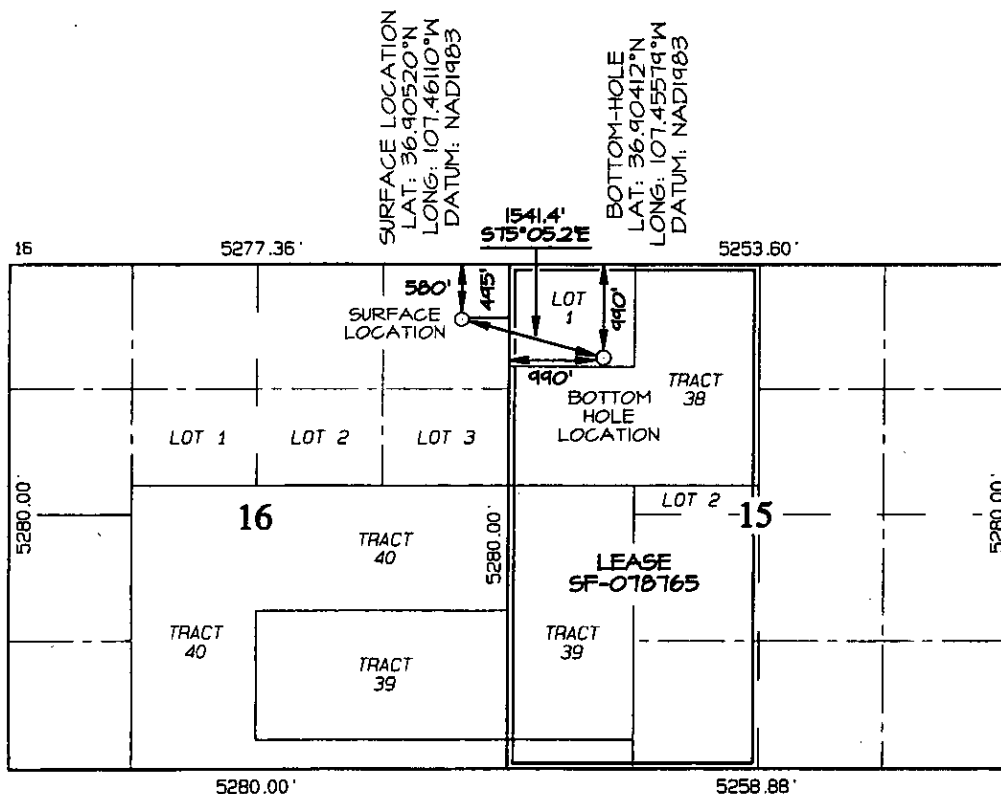 SURFACE LOCATION
LAT: 36.90520°N
LONG: 107.46110°W
DATUM: NAD1983
BOTTOM-HOLE
LAT: 36.90412°N
LONG: 107.45579°W
DATUM: NAD1983
1541.4'
S75°05.2'E
16
5277.36'
5253.60'
580'
495'
SURFACE
LOCATION
LOT
1
990'
990'
BOTTOM
HOLE
LOCATION
TRACT
38
LOT 1
LOT 2
LOT 3
LOT 2
5280.00'
16
5280.00'
15
5280.00'
TRACT
40
LEASE
SF-078765
TRACT
40
TRACT
39
TRACT
39
5280.00'
5258.88'